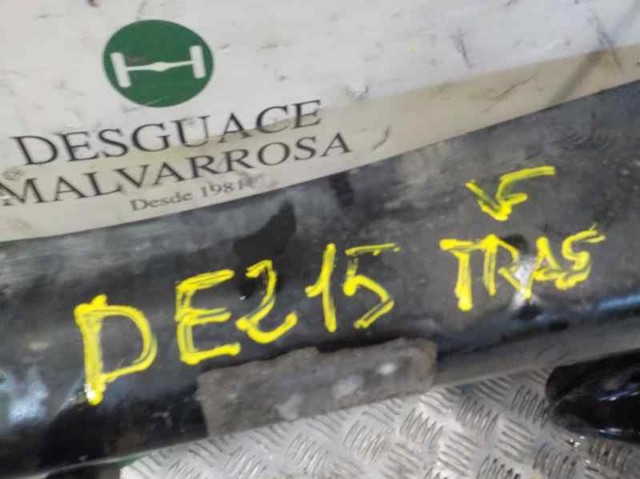 DESGUACE
MALVARROSA
Desde 1981
VF
DE215 TRAS